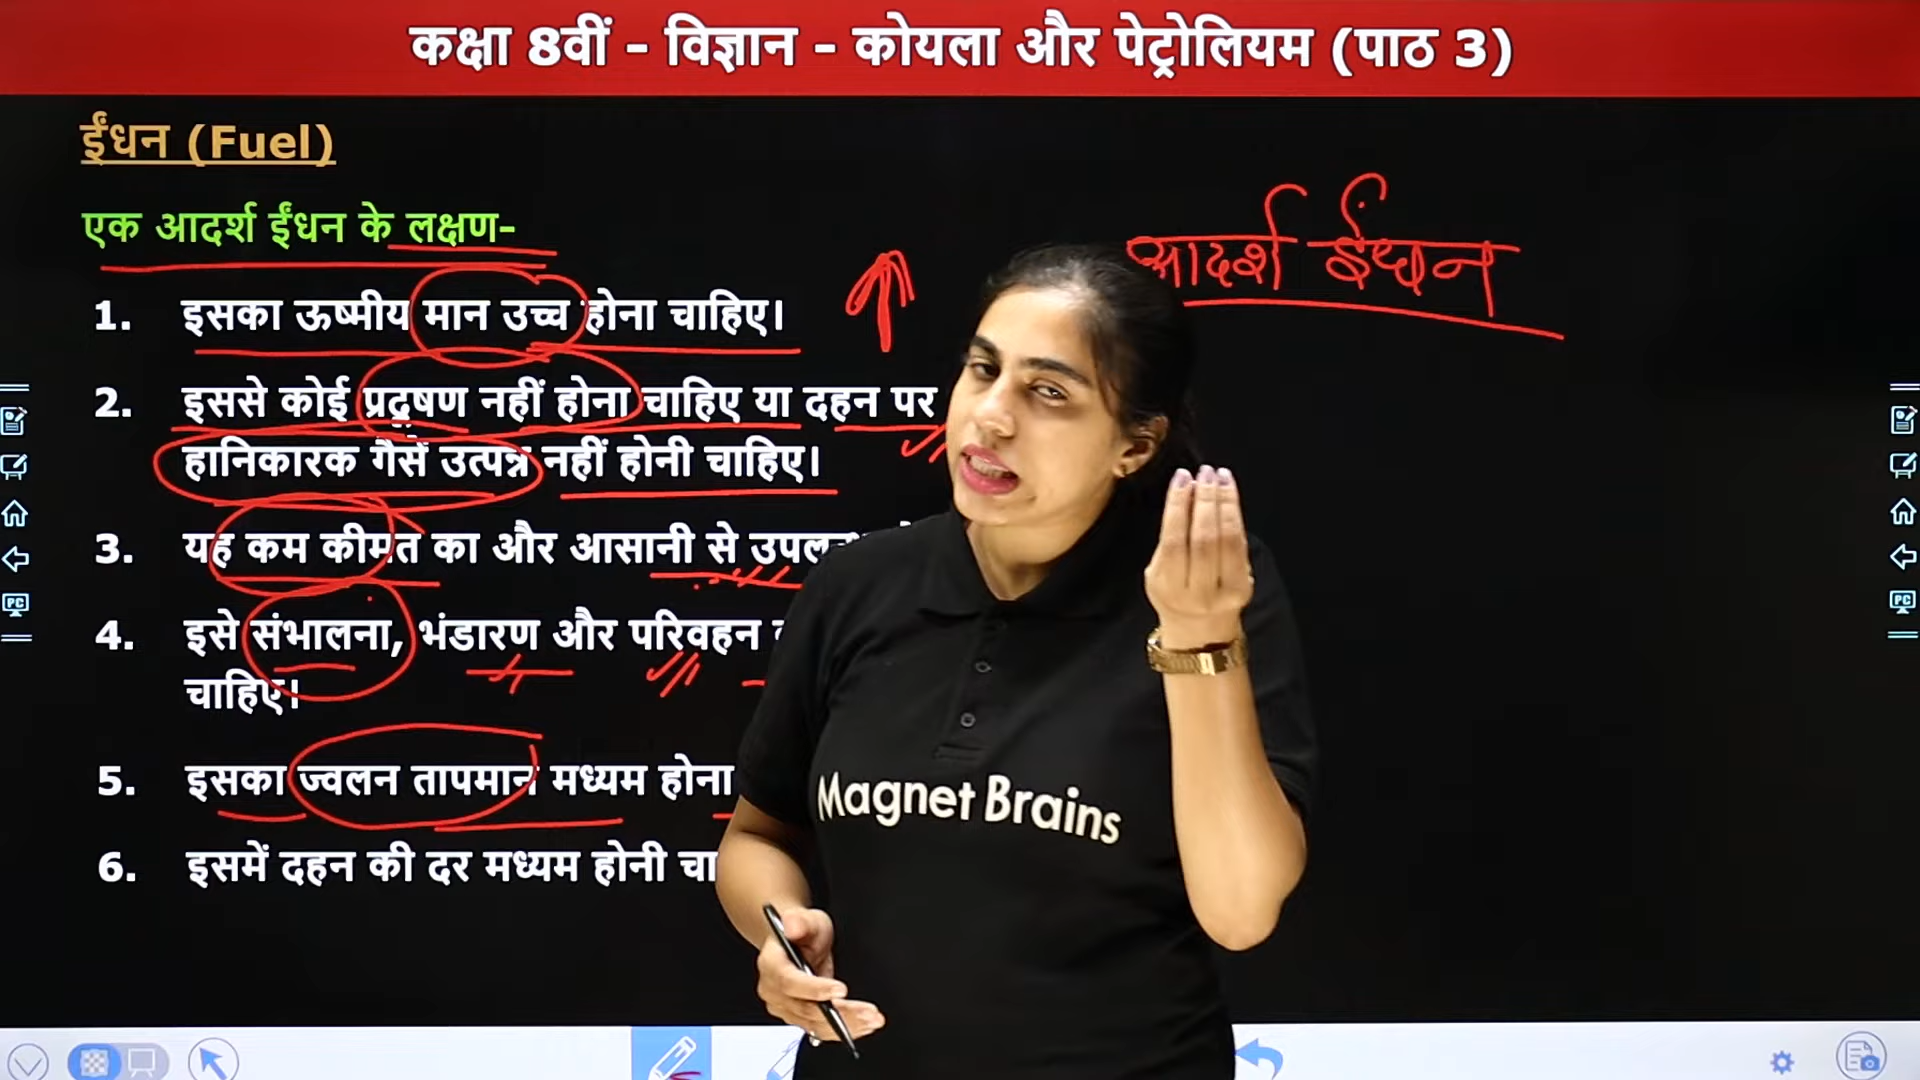 कक्षा 8वीं - विज्ञान - कोयला और पेट्रोलियम (पाठ 3)
ईंधन (Fuel)
एक आदर्श ईंधन के लक्षण-
आदर्श ईंधन
1. इसका ऊष्मीय मान उच्च होना चाहिए।
2. इससे कोई प्रदूषण नहीं होना चाहिए या दहन पर
हानिकारक गैसें उत्पन्न नहीं होनी चाहिए।
3. यह कम कीमत का और आसानी से
4. इसे संभालना, भंडारण और परिवहन
चाहिए।
5. इसका ज्वलन तापमान मध्यम होना
6. इसमें दहन की दर मध्यम होनी
Magnet Brains
PC
PC